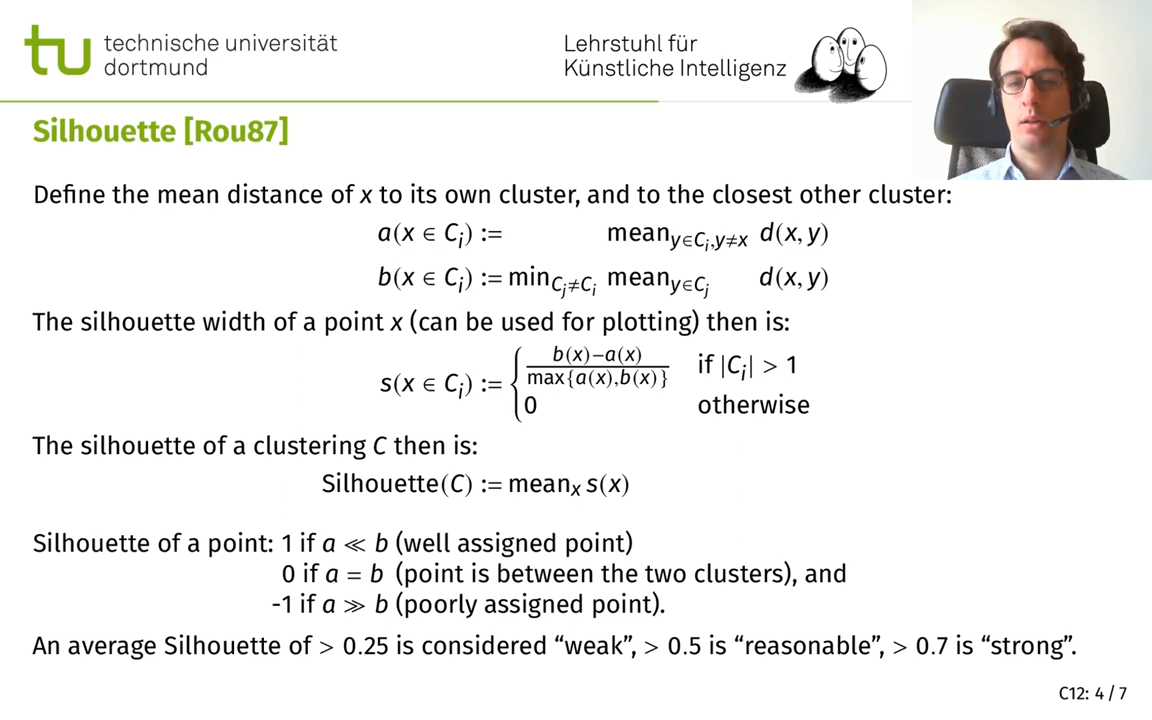 technische universität
dortmund
Lehrstuhl für
Künstliche Intelligenz
Silhouette [Rou87]
Define the mean distance of x to its own cluster, and to the closest other cluster:
a(x ∈ C_i) := mean_{y∈C_i,y≠x} d(x, y)
b(x ∈ C_i) := min_{C_j≠C_i} mean_{y∈C_j} d(x, y)
The silhouette width of a point x (can be used for plotting) then is:
s(x ∈ C_i) := { \frac{b(x)−a(x)}{max{a(x),b(x)}} if |C_i| > 1
0 otherwise
The silhouette of a clustering C then is:
Silhouette(C) := mean_x s(x)
Silhouette of a point: 1 if a ≪ b (well assigned point)
0 if a = b (point is between the two clusters), and
-1 if a ≫ b (poorly assigned point).
An average Silhouette of > 0.25 is considered “weak”, > 0.5 is “reasonable”, > 0.7 is “strong”.
C12: 4 / 7